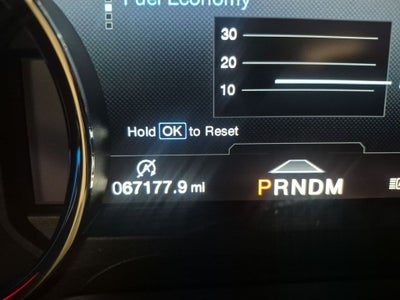 Fuel Economy
30
20
10
Hold OK to Reset
067177.9 mi
PRNDM